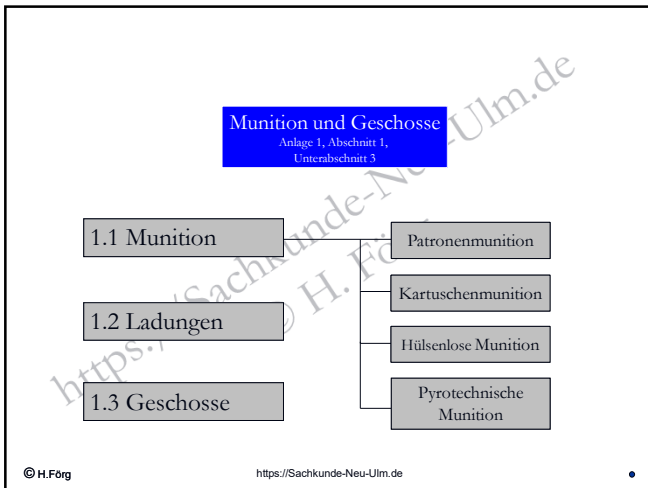 Munition und Geschosse
Anlage 1, Abschnitt 1,
Unterabschnitt 3
1.1 Munition
Patronenmunition
Kartuschenmunition
1.2 Ladungen
Hülsenlose Munition
1.3 Geschosse
Pyrotechnische
Munition
https://Sachkunde-Neu-Ulm.de
© H. Förg
© H.Förg
https://Sachkunde-Neu-Ulm.de